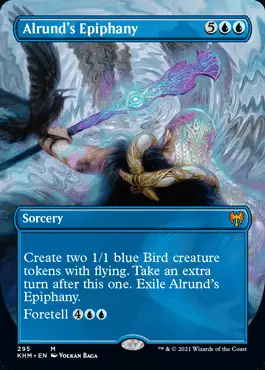 Alrund's Epiphany 5
Sorcery
Create two 1/1 blue Bird creature
tokens with flying. Take an extra
turn after this one. Exile Alrund's
Epiphany.
Foretell 4
295 M
KHM • EN Volkan Baga ™ & © 2021 Wizards of the Coast